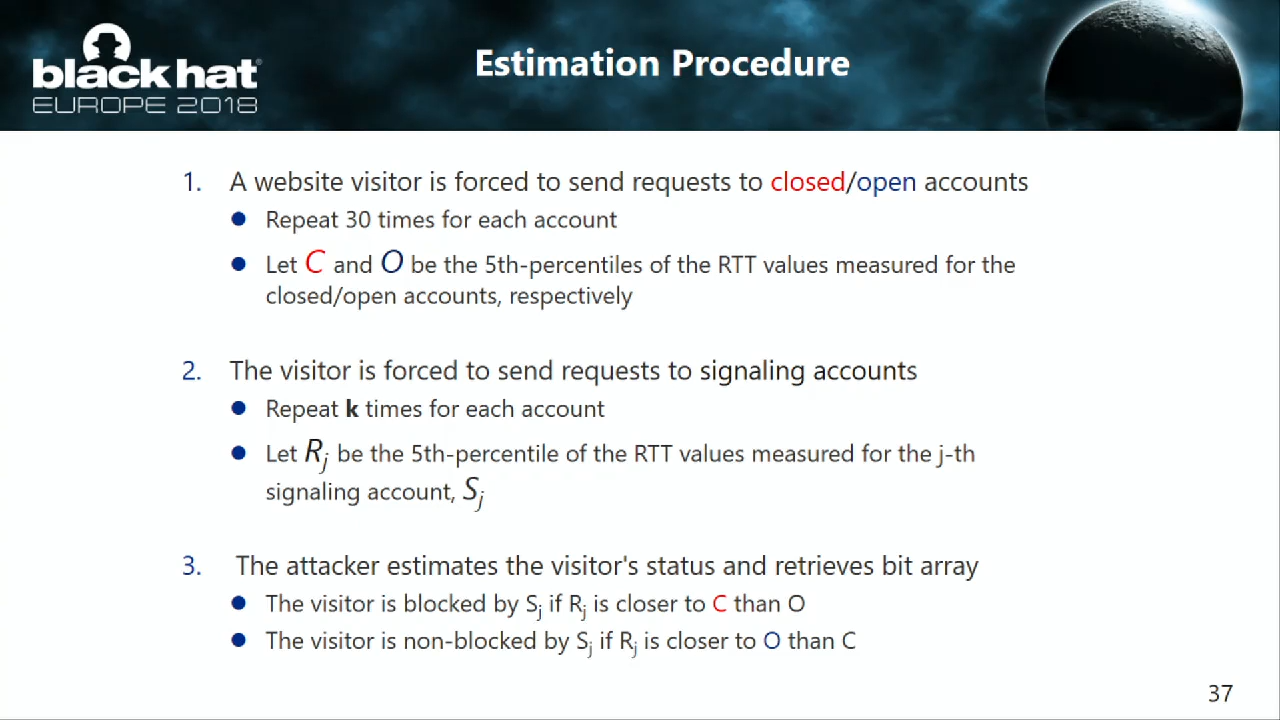 black hat®
EUROPE 2018
Estimation Procedure
1. A website visitor is forced to send requests to closed/open accounts
● Repeat 30 times for each account
● Let C and O be the 5th-percentiles of the RTT values measured for the
closed/open accounts, respectively
2. The visitor is forced to send requests to signaling accounts
● Repeat k times for each account
● Let Rj be the 5th-percentile of the RTT values measured for the j-th
signaling account, Sj
3. The attacker estimates the visitor's status and retrieves bit array
● The visitor is blocked by Sj if Rj is closer to C than O
● The visitor is non-blocked by Sj if Rj is closer to O than C
37